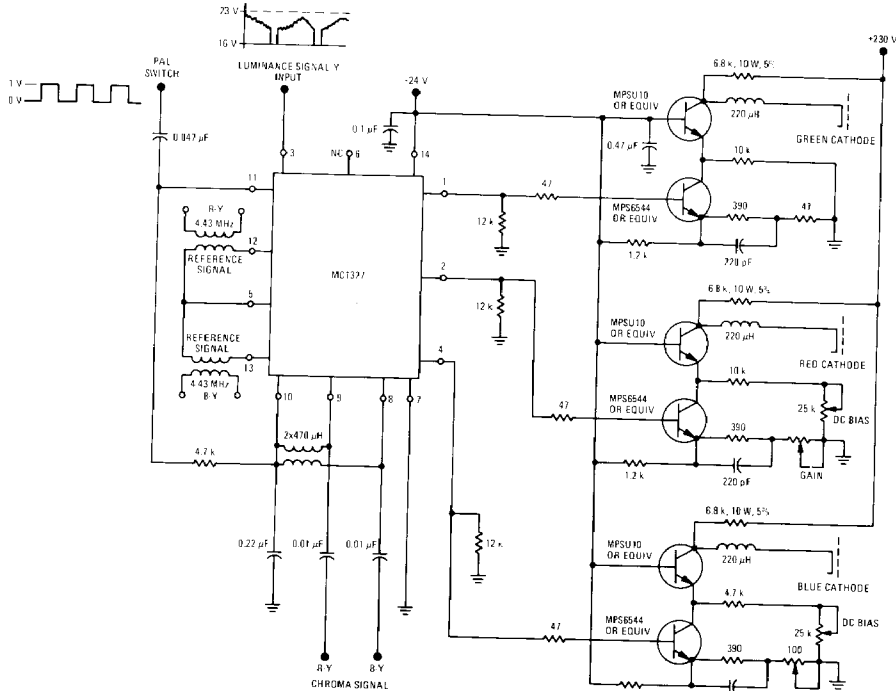 23 V
16 V
LUMINANCE SIGNAL Y
INPUT
PAL
SWITCH
1 V
0 V
0.047 µF
0.1 µF
-24 V
+230 V
NC
3
6
14
11
12
5
13
10
9
8
7
1
2
4
R-Y
4.43 MHz
REFERENCE
SIGNAL
REFERENCE
SIGNAL
4.43 MHz
B-Y
MC1327
2x470 µH
4.7 k
0.22 µF
0.01 µF
0.01 µF
R-Y
B-Y
CHROMA SIGNAL
12 k
12 k
12 k
47
47
47
MPSU10
OR EQUIV
6.8 k, 10 W, 5%
220 µH
GREEN CATHODE
0.47 µF
10 k
MPS6544
OR EQUIV
390
47
1.2 k
220 pF
6.8 k, 10 W, 5%
MPSU10
OR EQUIV
220 µH
RED CATHODE
10 k
MPS6544
OR EQUIV
25 k
DC BIAS
390
1.2 k
220 pF
GAIN
6.8 k, 10 W, 5%
MPSU10
OR EQUIV
220 µH
BLUE CATHODE
4.7 k
MPS6544
OR EQUIV
DC BIAS
25 k
390
100